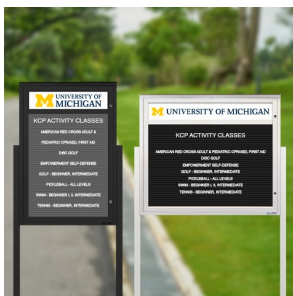 M UNIVERSITY OF
MICHIGAN
KCP ACTIVITY CLASSES
AMERICAN RED CROSS ADULT &
PEDIATRIC CPR/AED, FIRST AID
DISC GOLF
EMPOWERMENT SELF-DEFENSE
GOLF - BEGINNER, INTERMEDIATE
PICKLEBALL - ALL LEVELS
SWIM - BEGINNER I, II, INTERMEDIATE
TENNIS - BEGINNER, INTERMEDIATE
M UNIVERSITY OF MICHIGAN
KCP ACTIVITY CLASSES
AMERICAN RED CROSS ADULT & PEDIATRIC CPR/AED, FIRST AID
DISC GOLF
EMPOWERMENT SELF-DEFENSE
GOLF - BEGINNER, INTERMEDIATE
PICKLEBALL - ALL LEVELS
SWIM - BEGINNER I, II, INTERMEDIATE
TENNIS - BEGINNER, INTERMEDIATE